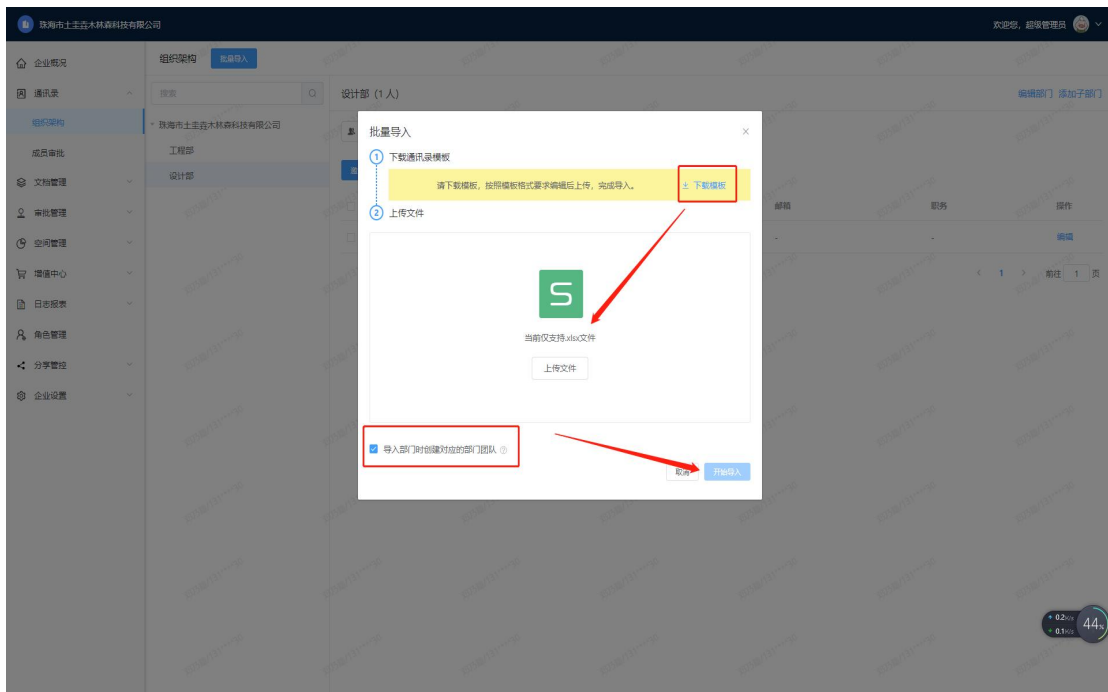 珠海市土圭垚木林森科技有限公司
欢迎您，超级管理员
企业概况
通讯录
组织架构
成员审批
文档管理
审批管理
空间管理
增值中心
日志报表
角色管理
分享管控
企业设置
组织架构 批量导入
搜索
珠海市土圭垚木林森科技有限公司
工程部
设计部
设计部（1人）
编辑部门 添加子部门
批量导入
1 下载通讯录模板
请下载模板，按照模板格式要求编辑后上传，完成导入。 下载模板
2 上传文件
当前仅支持.xlsx文件
上传文件
导入部门时创建对应的部门团队
取消 开始导入
邮箱 职务 操作
- - 编辑
1 前往 1 页
0.2K/s
0.1K/s
44%